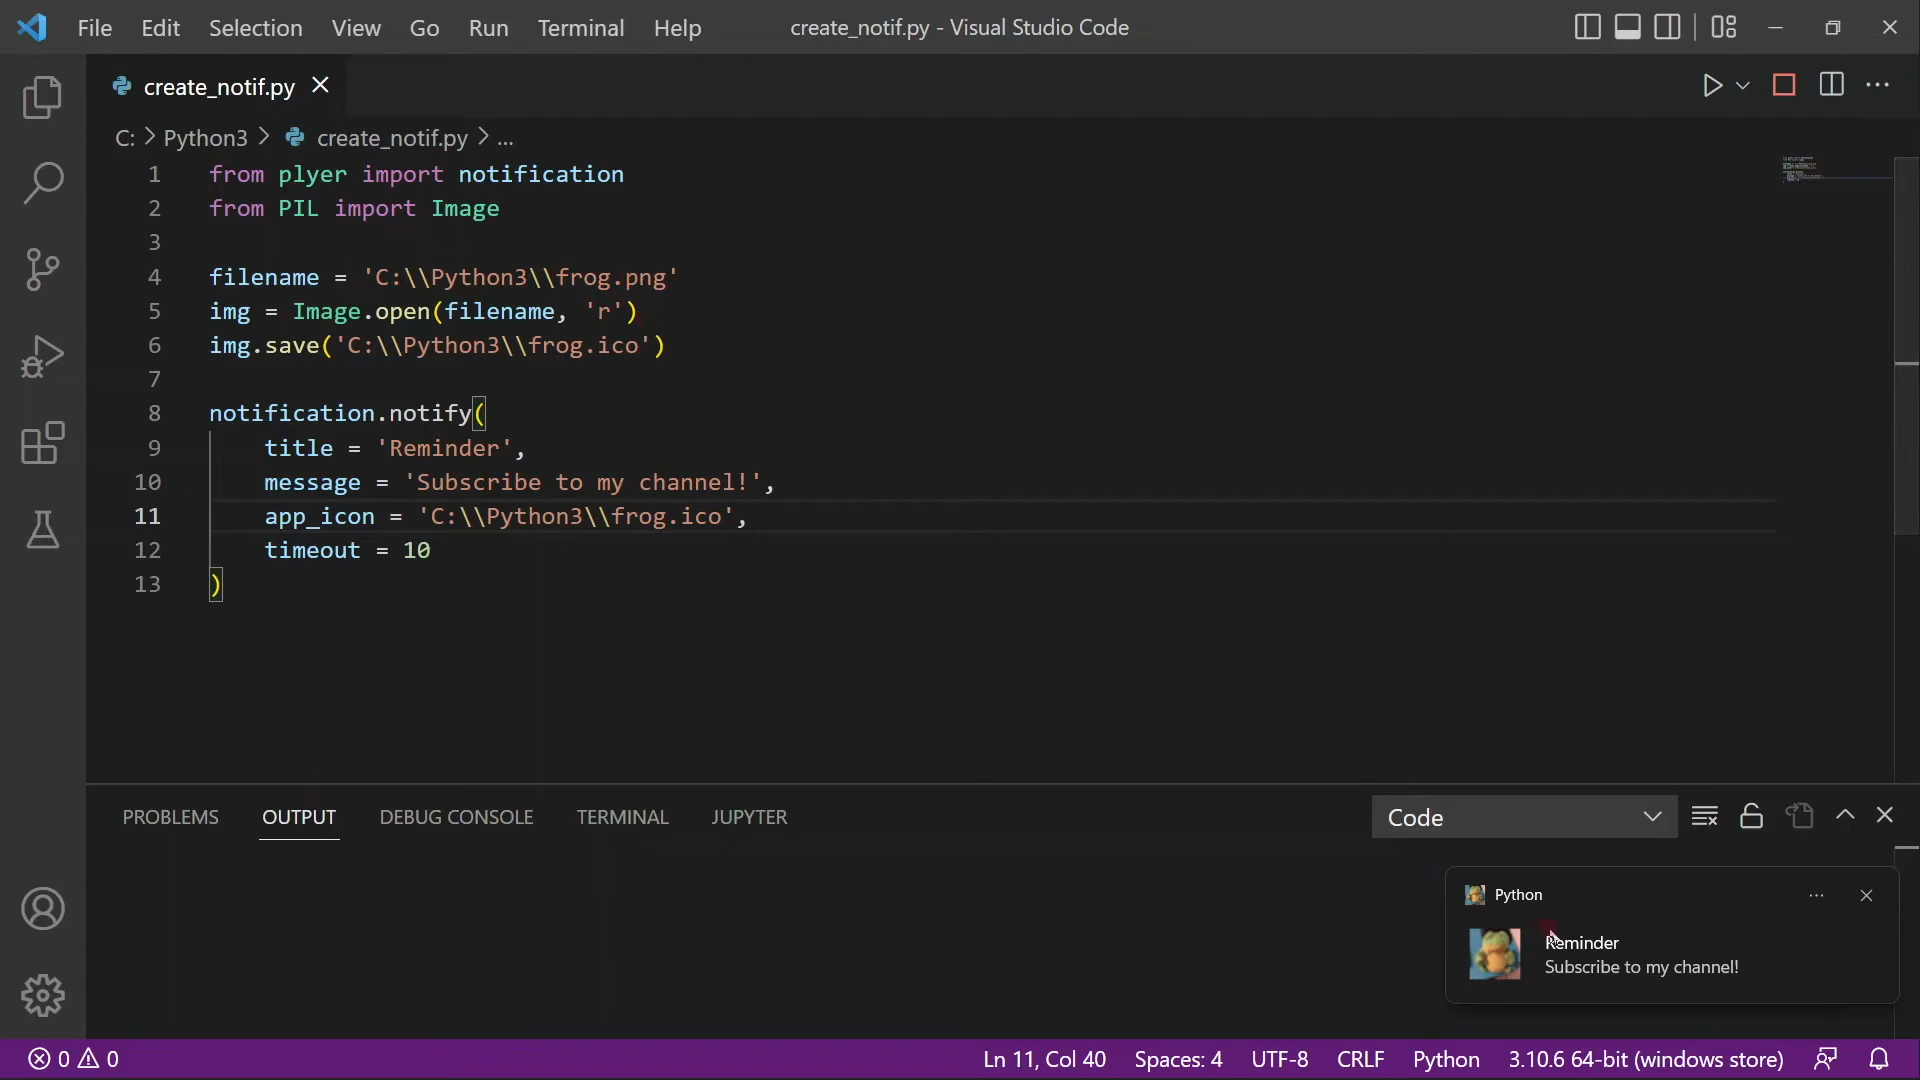 File Edit Selection View Go Run Terminal Help create_notif.py - Visual Studio Code
create_notif.py
C: > Python3 > create_notif.py > ...
1 from plyer import notification
2 from PIL import Image
3
4 filename = 'C:\\Python3\\frog.png'
5 img = Image.open(filename, 'r')
6 img.save('C:\\Python3\\frog.ico')
7
8 notification.notify(
9 title = 'Reminder',
10 message = 'Subscribe to my channel!',
11 app_icon = 'C:\\Python3\\frog.ico',
12 timeout = 10
13 )
PROBLEMS OUTPUT DEBUG CONSOLE TERMINAL JUPYTER Code
Python
Reminder
Subscribe to my channel!
0 0 Ln 11, Col 40 Spaces: 4 UTF-8 CRLF Python 3.10.6 64-bit (windows store)